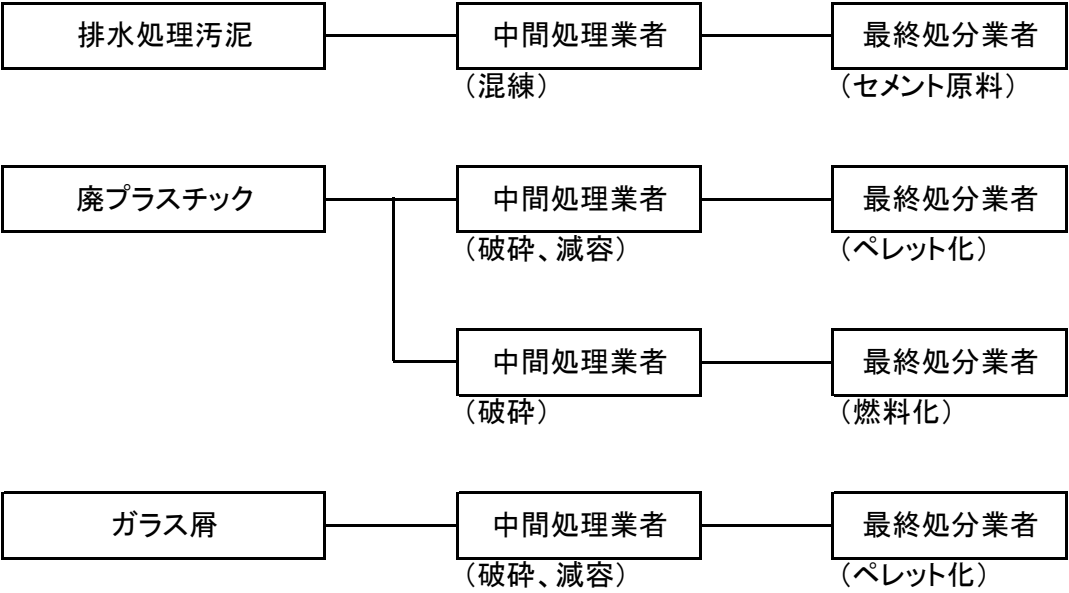 排水処理汚泥 中間処理業者 最終処分業者
（混練） （セメント原料）
廃プラスチック 中間処理業者 最終処分業者
（破砕、減容） （ペレット化）
中間処理業者 最終処分業者
（破砕） （燃料化）
ガラス屑 中間処理業者 最終処分業者
（破砕、減容） （ペレット化）